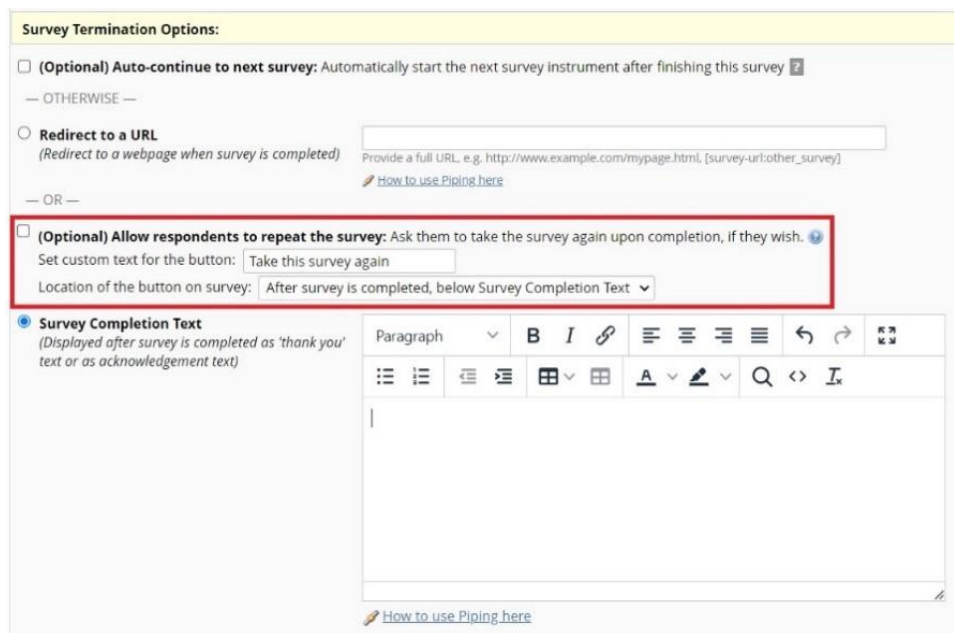 Survey Termination Options:
(Optional) Auto-continue to next survey: Automatically start the next survey instrument after finishing this survey ?
— OTHERWISE —
Redirect to a URL
(Redirect to a webpage when survey is completed)
Provide a full URL, e.g. http://www.example.com/mypage.html, [survey-url:other_survey]
How to use Piping here
— OR —
(Optional) Allow respondents to repeat the survey: Ask them to take the survey again upon completion, if they wish. ?
Set custom text for the button: Take this survey again
Location of the button on survey: After survey is completed, below Survey Completion Text
Survey Completion Text
(Displayed after survey is completed as 'thank you'
text or as acknowledgement text)
Paragraph B I
A
How to use Piping here